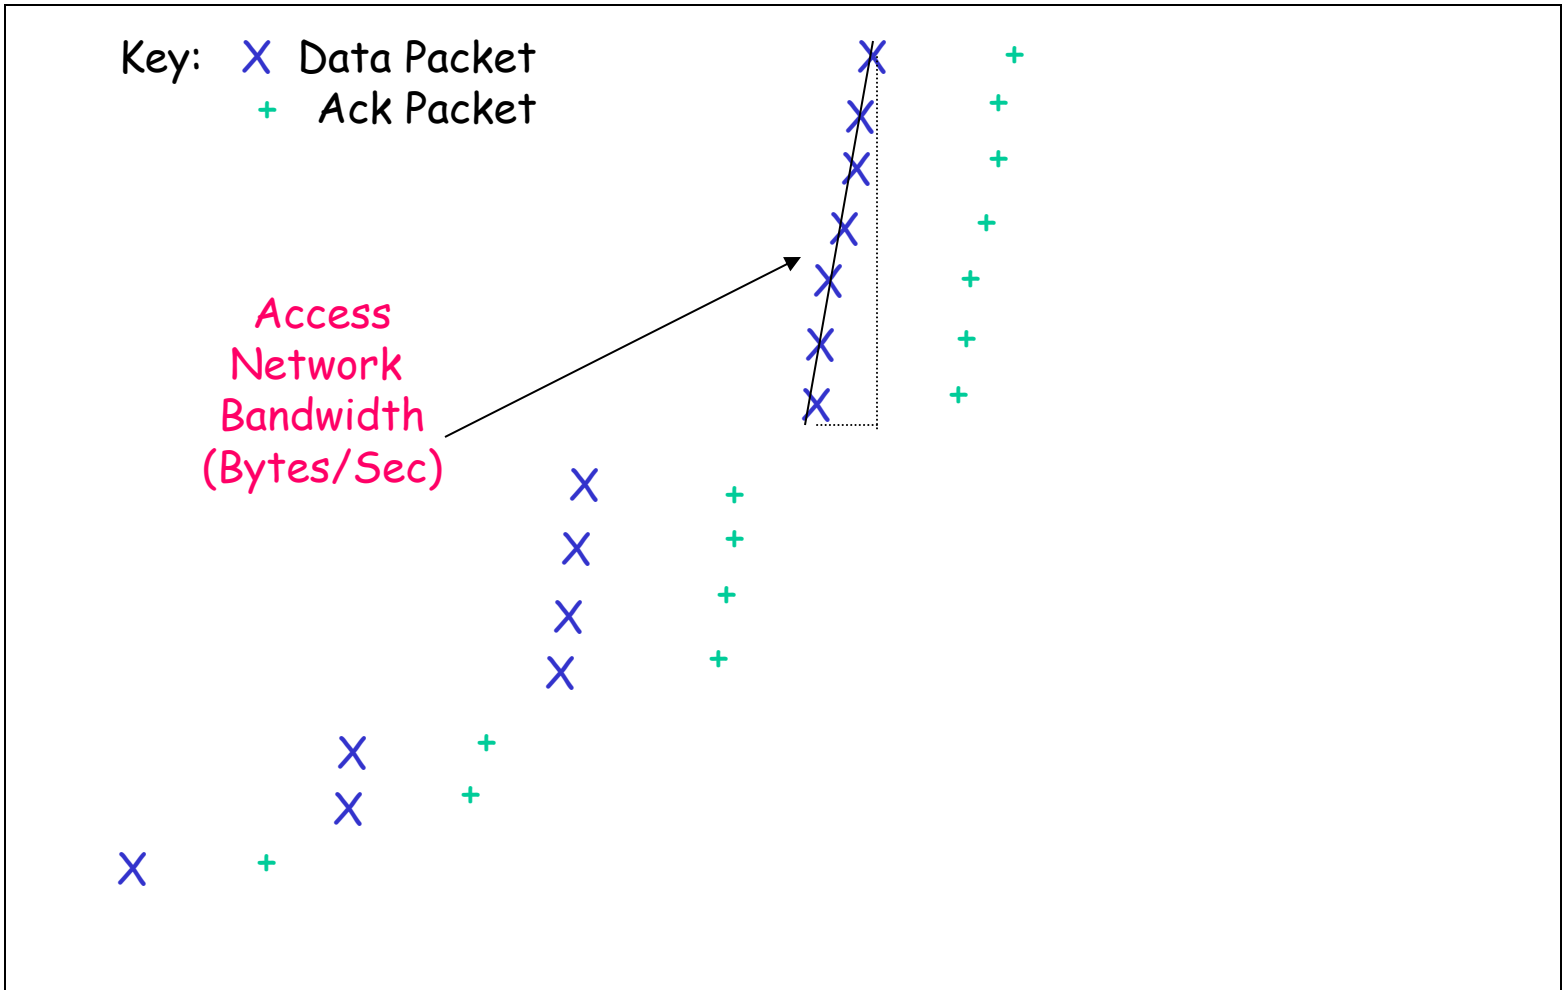 Key: X Data Packet
+ Ack Packet
Access
Network
Bandwidth
(Bytes/Sec)